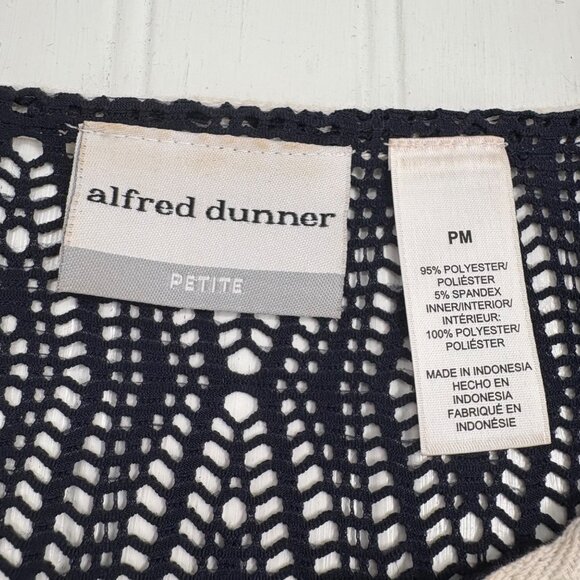 alfred dunner
PETITE
PM
95% POLYESTER/
POLIÉSTER
5% SPANDEX
INNER/INTERIOR/
INTÉRIEUR:
100% POLYESTER/
POLIÉSTER
MADE IN INDONESIA
HECHO EN
INDONESIA
FABRIQUÉ EN
INDONÉSIE